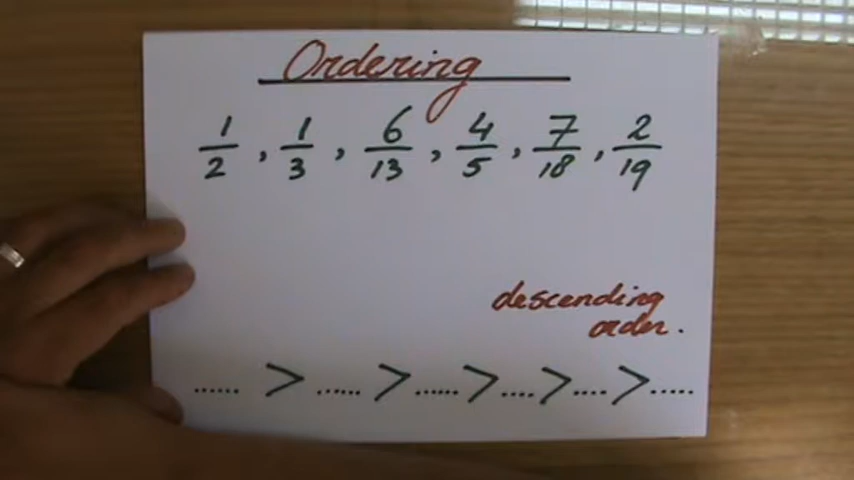 Ordering
1/2 , 1/3 , 6/13 , 4/5 , 7/18 , 2/19
descending
order.
...... > ...... > ...... > .... > .... > .....